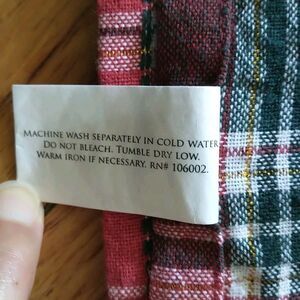 Machine wash separately in cold water
Do not bleach. Tumble dry low.
Warm iron if necessary. RN# 106002.